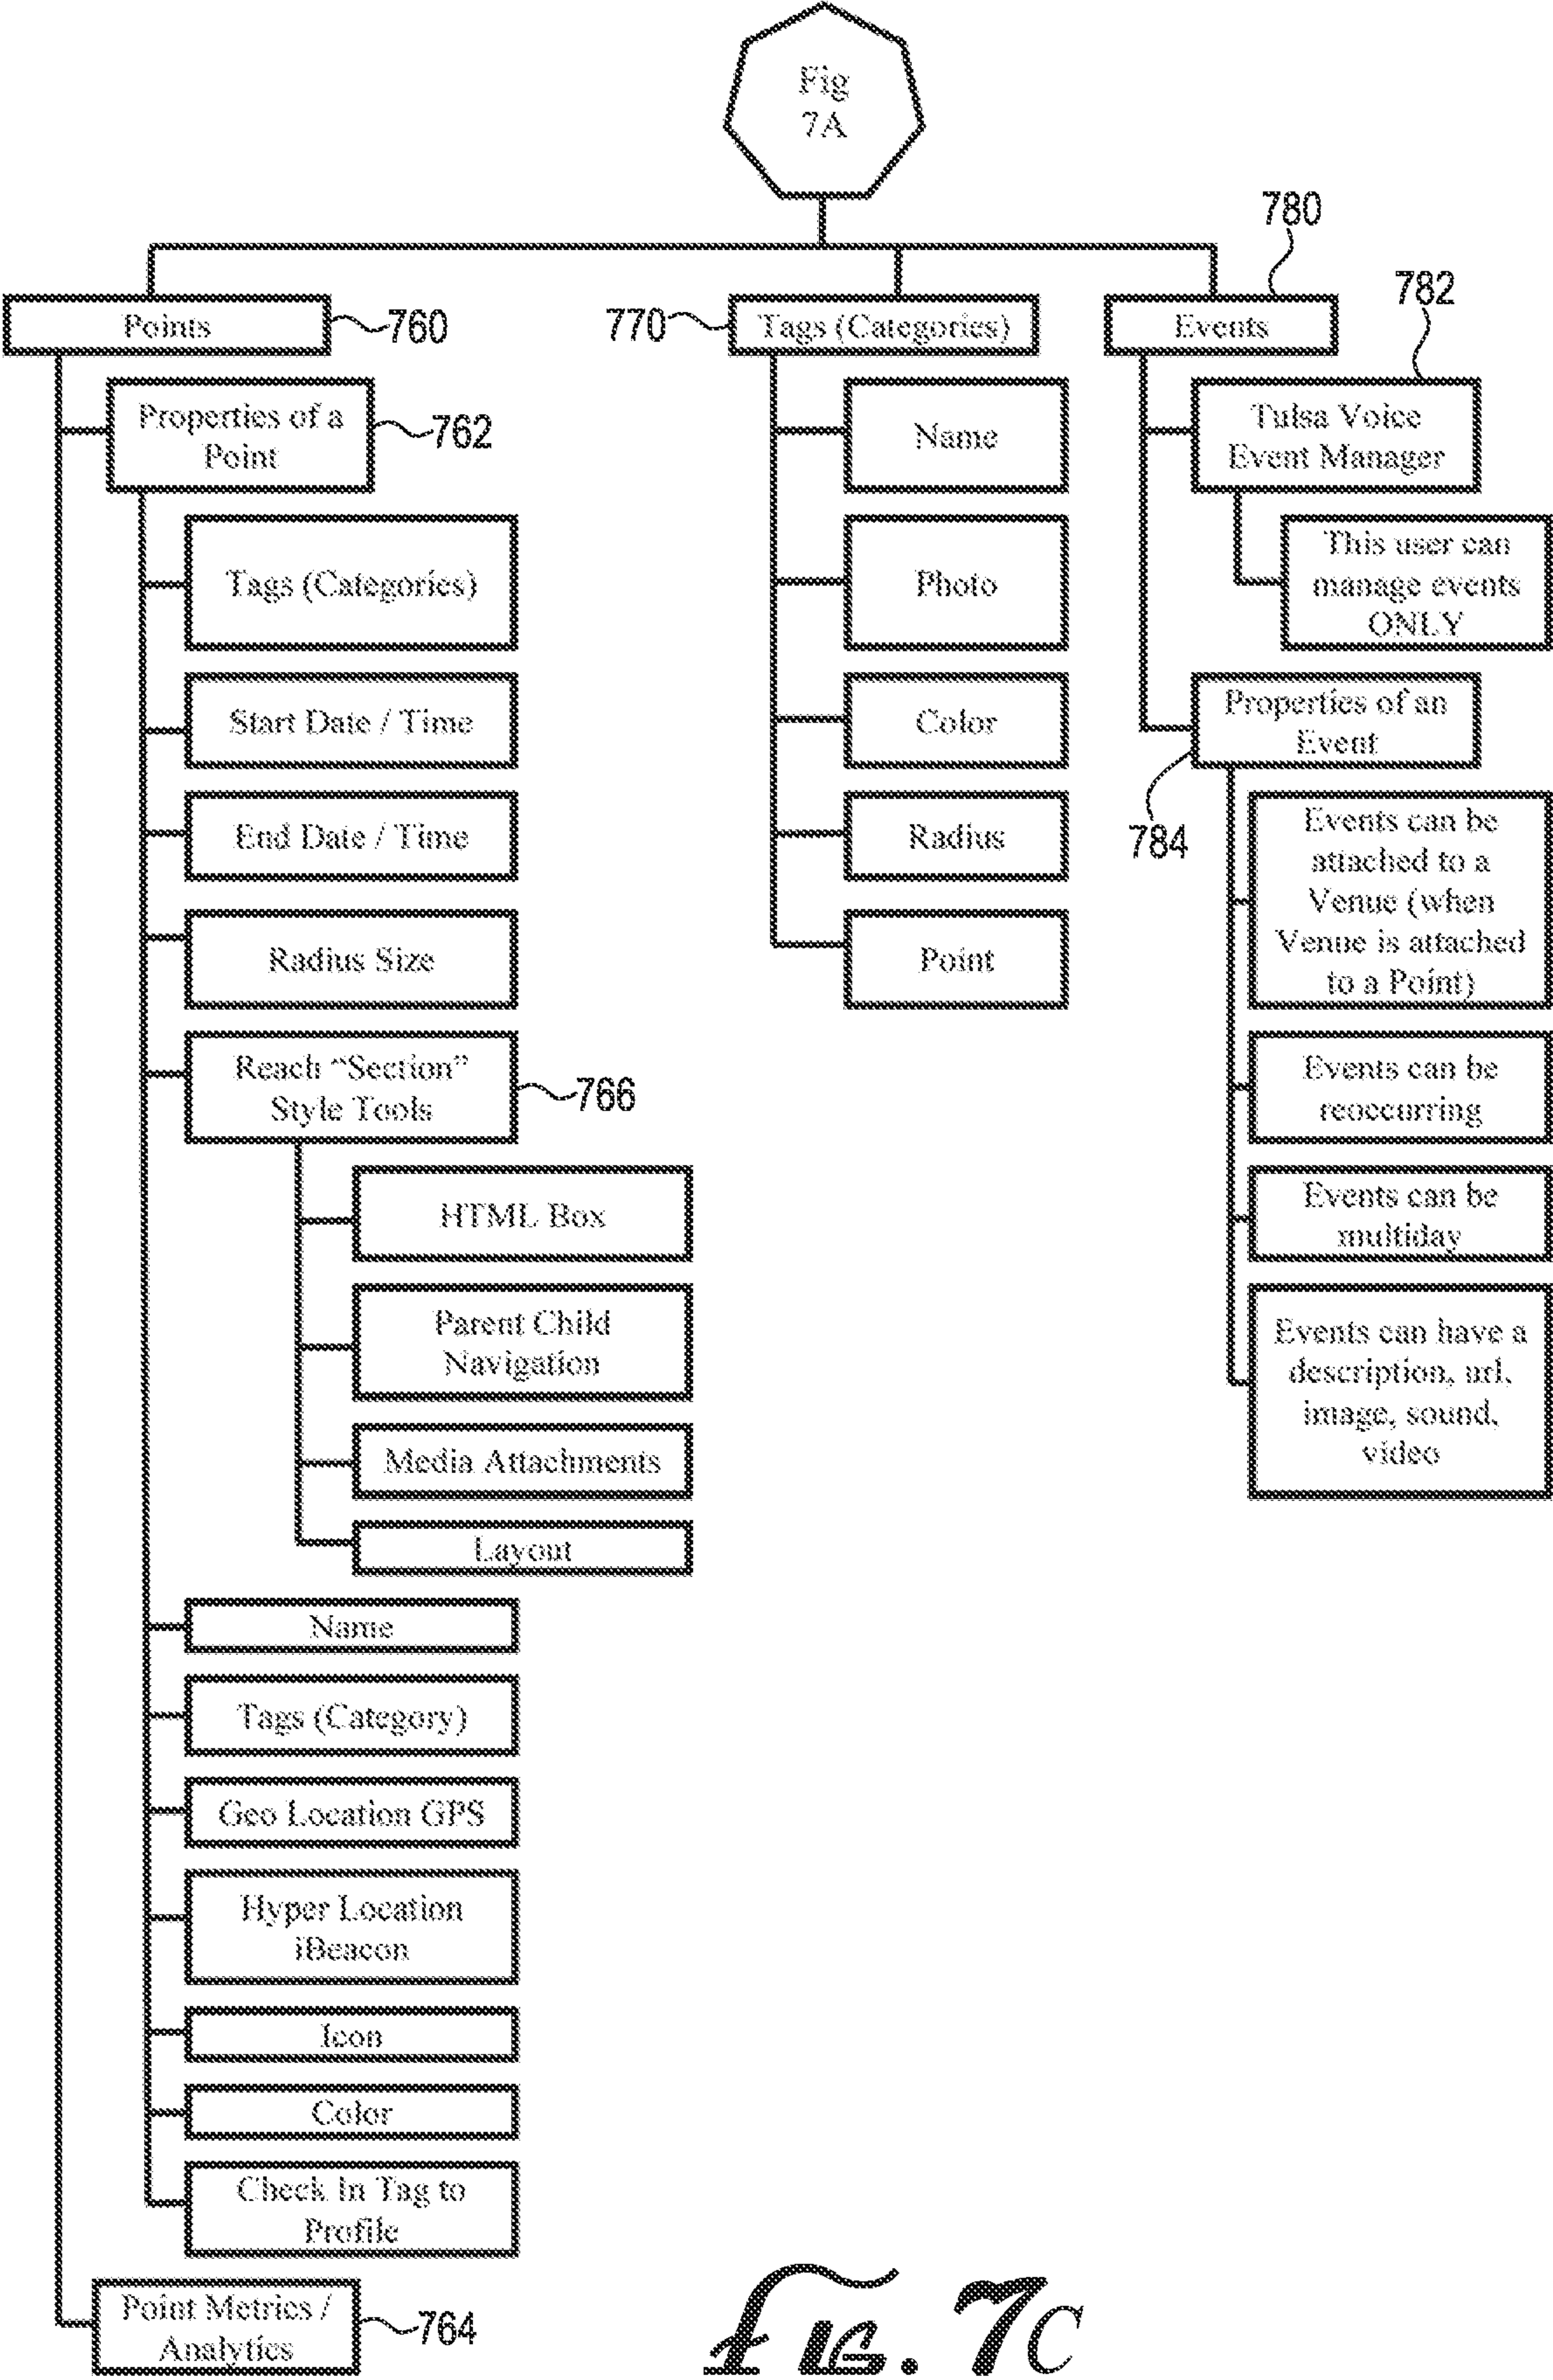 Fig
7A
780
782
Points
760
770
Tags (Categories)
Events
Properties of a
Point
762
Tags (Categories)
Start Date / Time
End Date / Time
Radius Size
Reach “Section”
Style Tools
766
HTML Box
Parent Child
Navigation
Media Attachments
Layout
Name
Tags (Category)
Geo Location GPS
Hyper Location
iBeacon
Icon
Color
Check In Tag to
Profile
Point Metrics /
Analytics
764
Name
Photo
Color
Radius
Point
Tulsa Voice
Event Manager
This user can
manage events
ONLY
Properties of an
Event
784
Events can be
attached to a
Venue (when
Venue is attached
to a Point)
Events can be
reoccurring
Events can be
multiday
Events can have a
description, url,
image, sound,
video
FIG. 7C